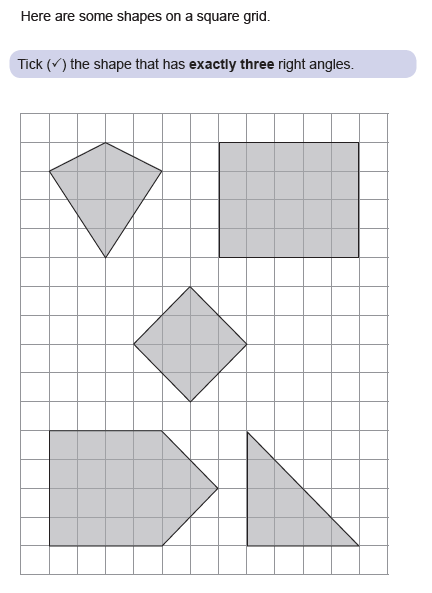 Here are some shapes on a square grid.
Tick (✓) the shape that has exactly three right angles.